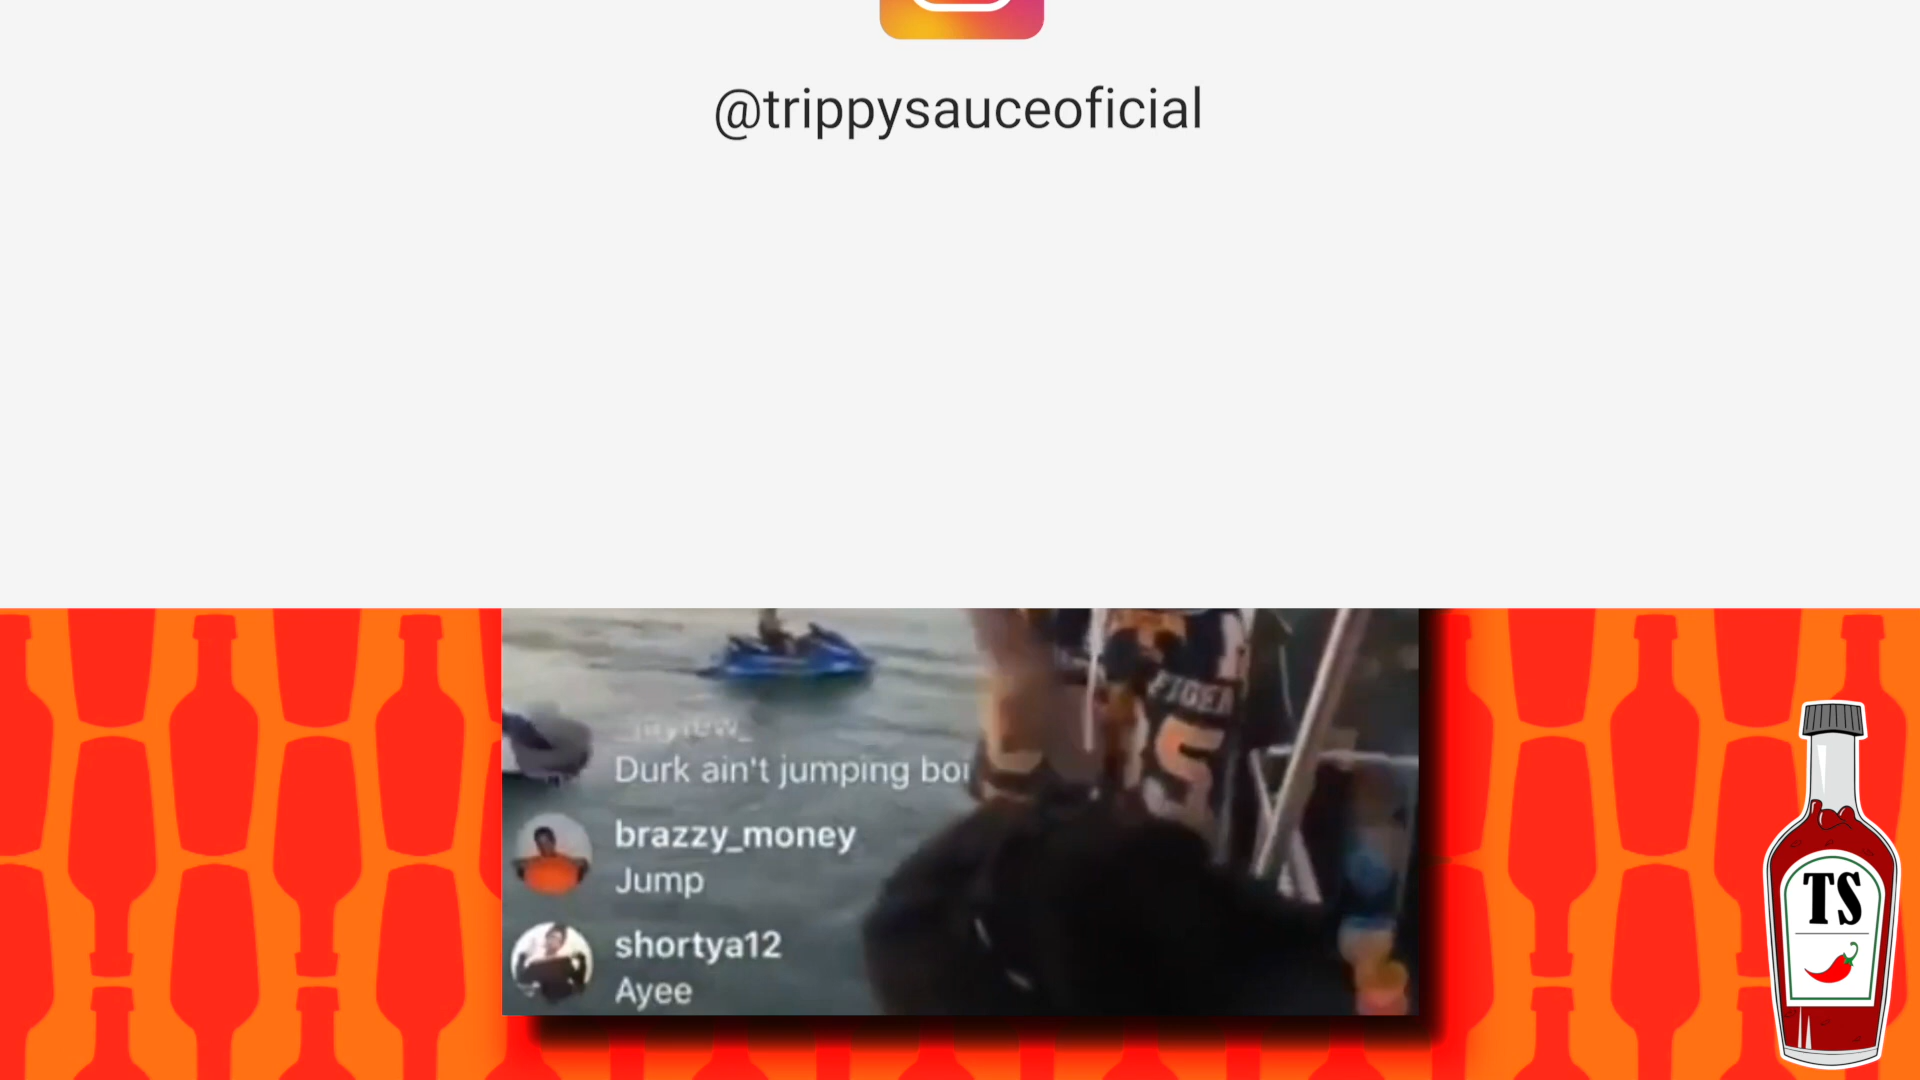 @trippysauceoficial
Durk ain't jumping boi
brazzy_money
Jump
shortya12
Ayee
TS